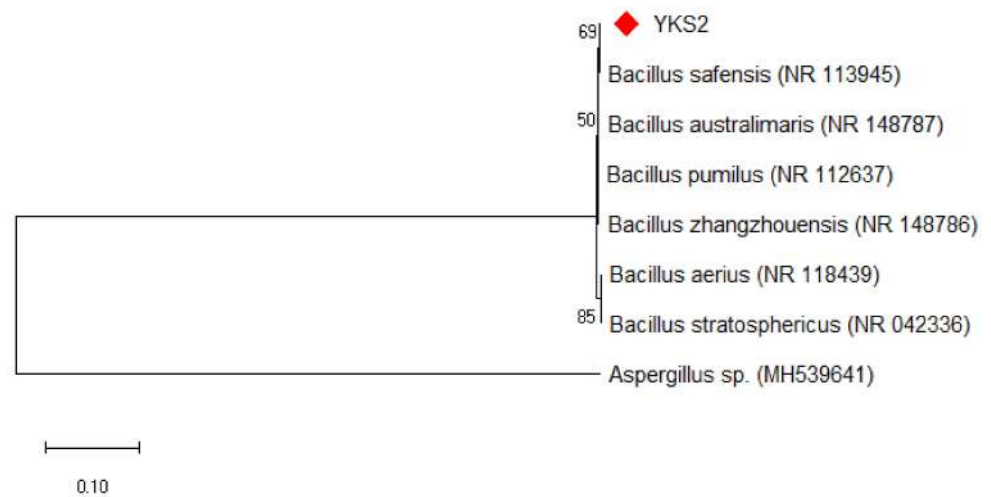 69
YKS2
Bacillus safensis (NR 113945)
50
Bacillus australimaris (NR 148787)
Bacillus pumilus (NR 112637)
Bacillus zhangzhouensis (NR 148786)
Bacillus aerius (NR 118439)
85
Bacillus stratosphericus (NR 042336)
Aspergillus sp. (MH539641)
0.10